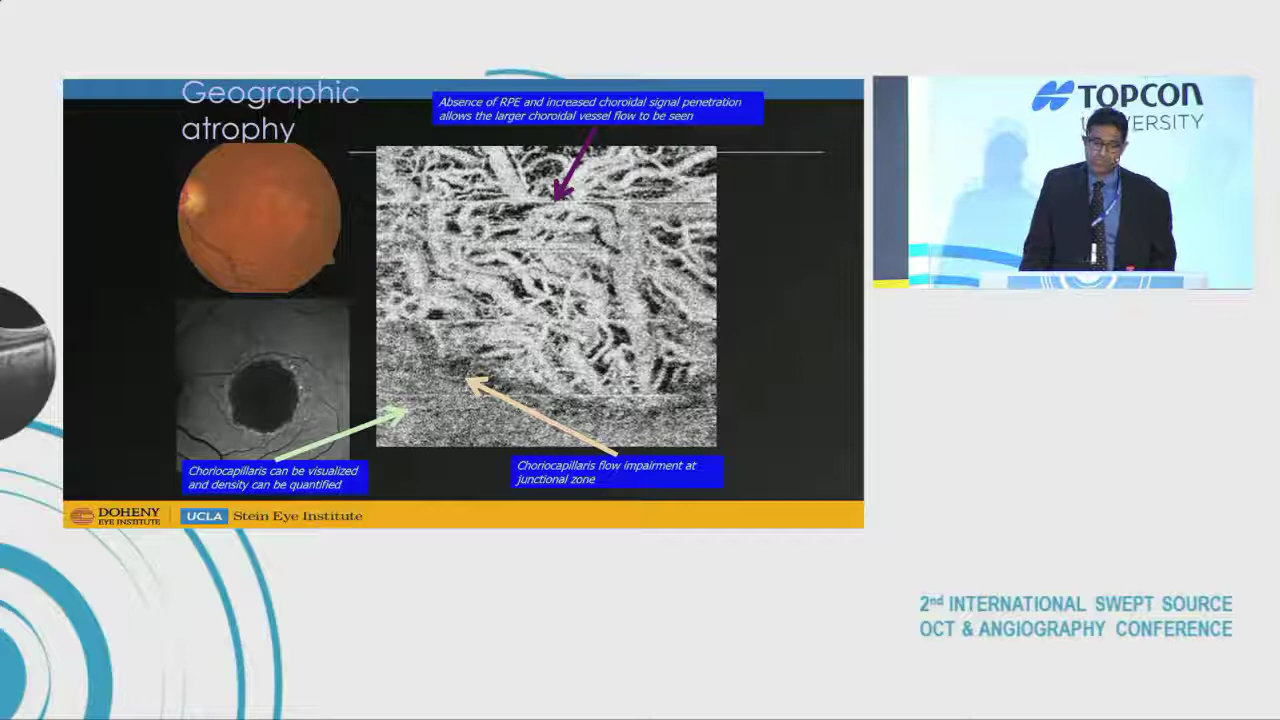 Geographic
atrophy
Absence of RPE and increased choroidal signal penetration
allows the larger choroidal vessel flow to be seen
Choriocapillaris can be visualized
and density can be quantified
Choriocapillaris flow impairment at
junctional zone
DOHENY
EYE INSTITUTE
UCLA Stein Eye Institute
TOPCON
UNIVERSITY
2nd INTERNATIONAL SWEPT SOURCE
OCT & ANGIOGRAPHY CONFERENCE